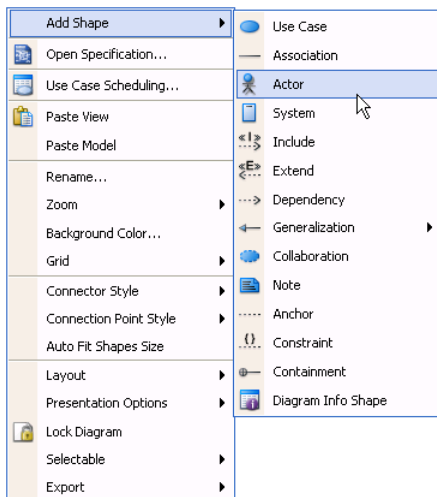 Add Shape
Open Specification...
Use Case Scheduling...
Paste View
Paste Model
Rename...
Zoom
Background Color...
Grid
Connector Style
Connection Point Style
Auto Fit Shapes Size
Layout
Presentation Options
Lock Diagram
Selectable
Export
Use Case
Association
Actor
System
«I»
Include
«E»
Extend
Dependency
Generalization
Collaboration
Note
Anchor
{}
Constraint
Containment
Diagram Info Shape